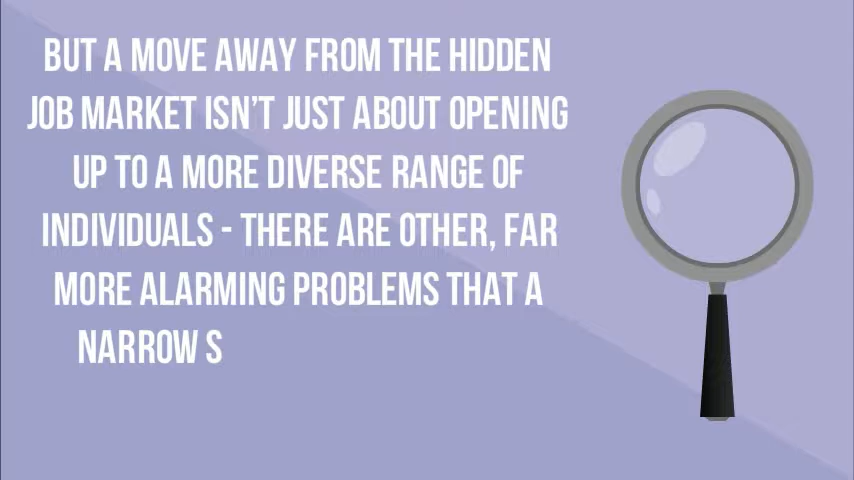 BUT A MOVE AWAY FROM THE HIDDEN
JOB MARKET ISN'T JUST ABOUT OPENING
UP TO A MORE DIVERSE RANGE OF
INDIVIDUALS - THERE ARE OTHER, FAR
MORE ALARMING PROBLEMS THAT A
NARROW S